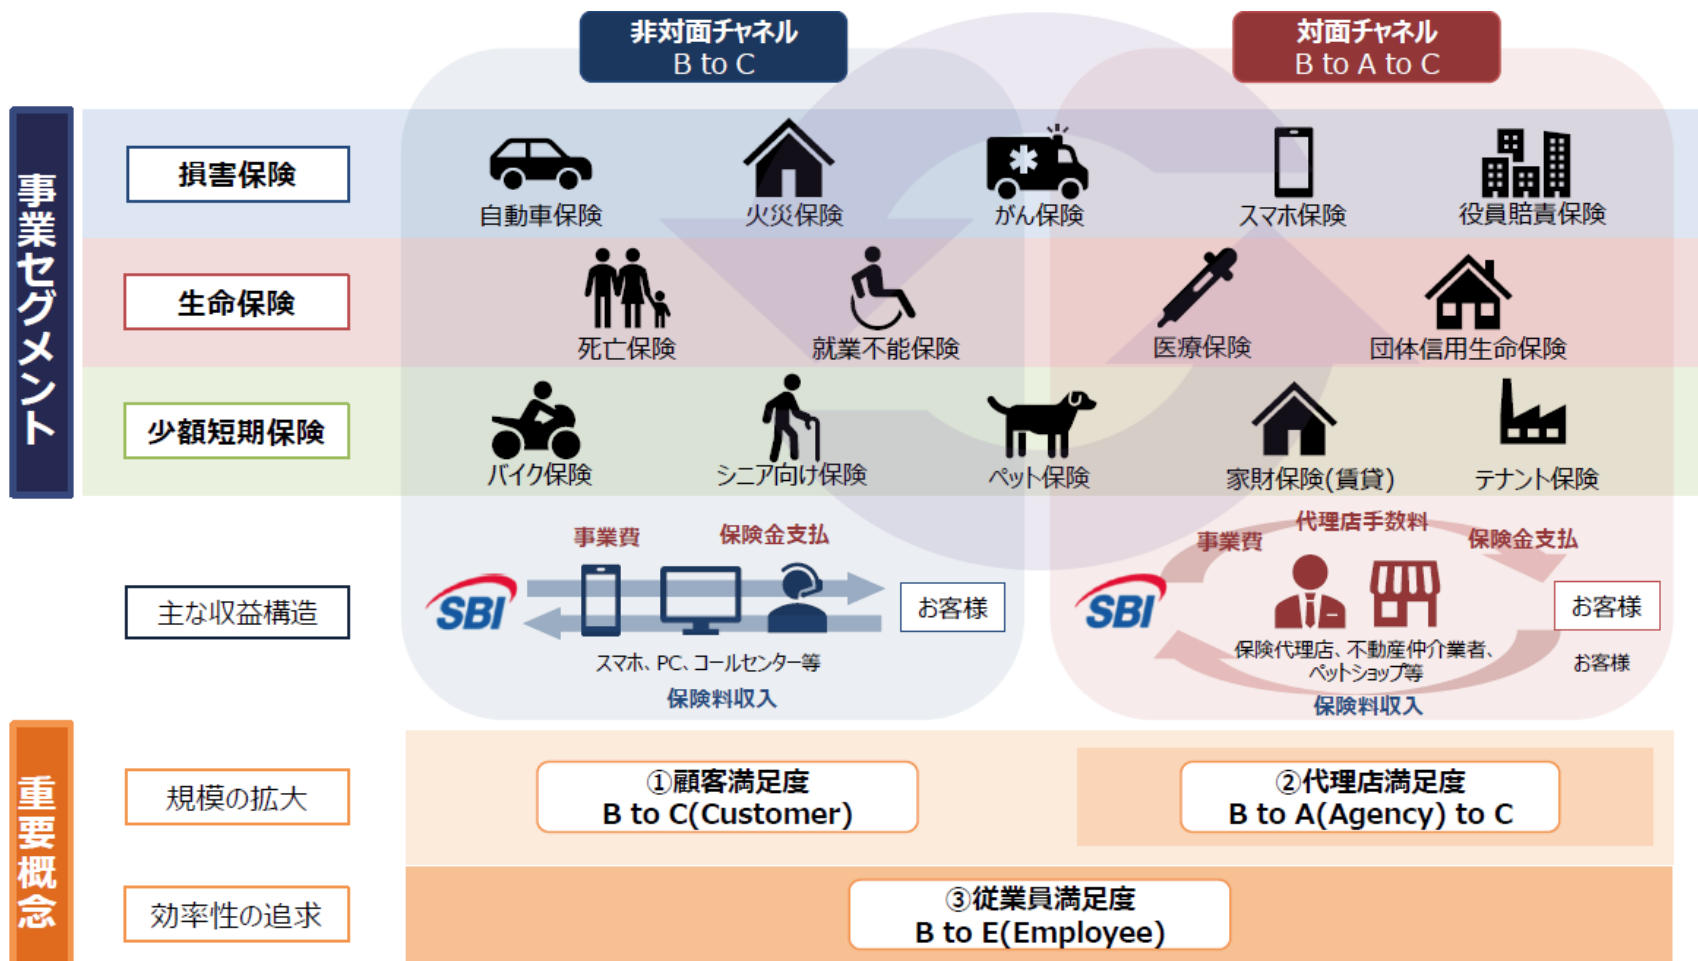 非対面チャネル
B to C
対面チャネル
B to A to C
事業セグメント
損害保険
自動車保険
火災保険
がん保険
スマホ保険
役員賠責保険
生命保険
死亡保険
就業不能保険
医療保険
団体信用生命保険
少額短期保険
バイク保険
シニア向け保険
ペット保険
家財保険(賃貸)
テナント保険
主な収益構造
事業費
保険金支払
SBI
お客様
スマホ、PC、コールセンター等
保険料収入
代理店手数料
事業費
保険金支払
SBI
お客様
保険代理店、不動産仲介業者、
ペットショップ等
お客様
保険料収入
重要概念
規模の拡大
①顧客満足度
B to C(Customer)
②代理店満足度
B to A(Agency) to C
効率性の追求
③従業員満足度
B to E(Employee)